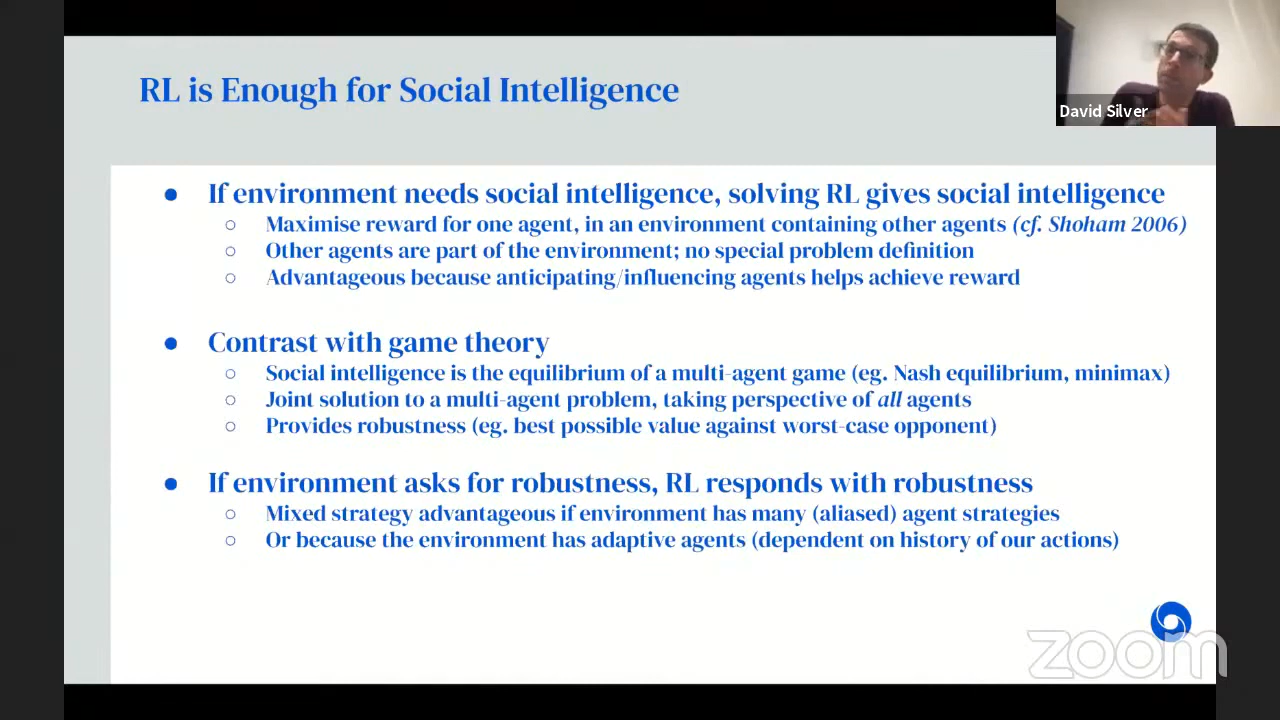 RL is Enough for Social Intelligence
David Silver
● If environment needs social intelligence, solving RL gives social intelligence
○ Maximise reward for one agent, in an environment containing other agents (cf. Shoham 2006)
○ Other agents are part of the environment; no special problem definition
○ Advantageous because anticipating/influencing agents helps achieve reward
● Contrast with game theory
○ Social intelligence is the equilibrium of a multi-agent game (eg. Nash equilibrium, minimax)
○ Joint solution to a multi-agent problem, taking perspective of all agents
○ Provides robustness (eg. best possible value against worst-case opponent)
● If environment asks for robustness, RL responds with robustness
○ Mixed strategy advantageous if environment has many (aliased) agent strategies
○ Or because the environment has adaptive agents (dependent on history of our actions)
zoom